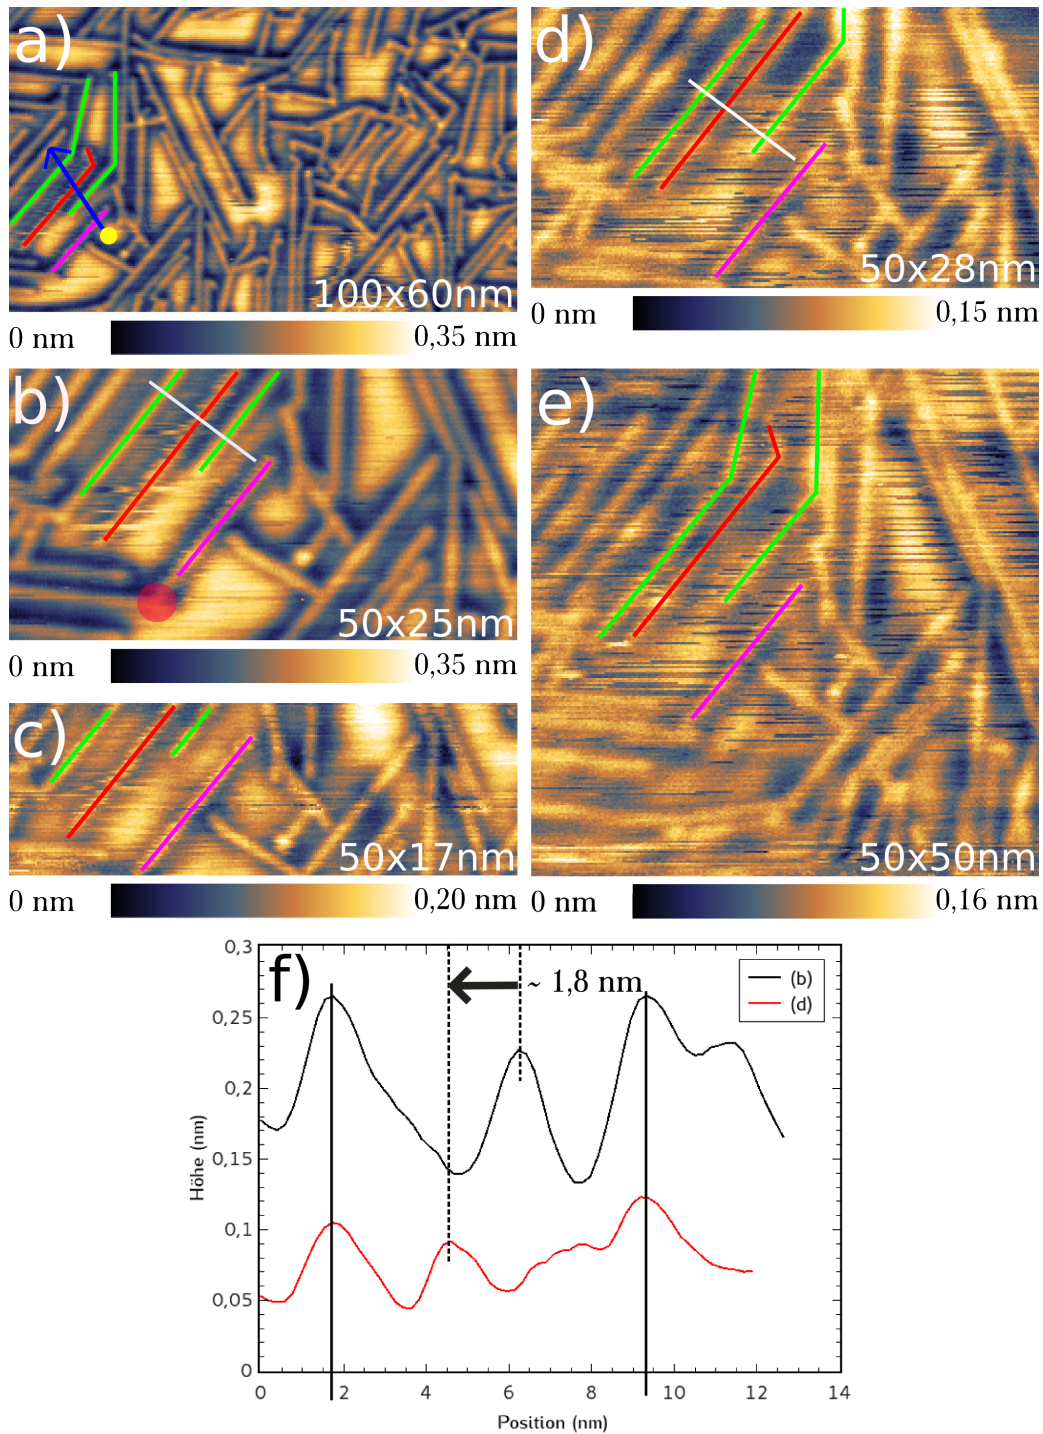 a)
100x60nm
0 nm
0,35 nm
b)
50x25nm
0 nm
0,35 nm
c)
50x17nm
0 nm
0,20 nm
d)
50x28nm
0 nm
0,15 nm
e)
50x50nm
0 nm
0,16 nm
f)
~ 1,8 nm
(b)
(d)
0,3
0,25
0,2
0,15
0,1
0,05
0
Höhe (nm)
0 2 4 6 8 10 12 14
Position (nm)